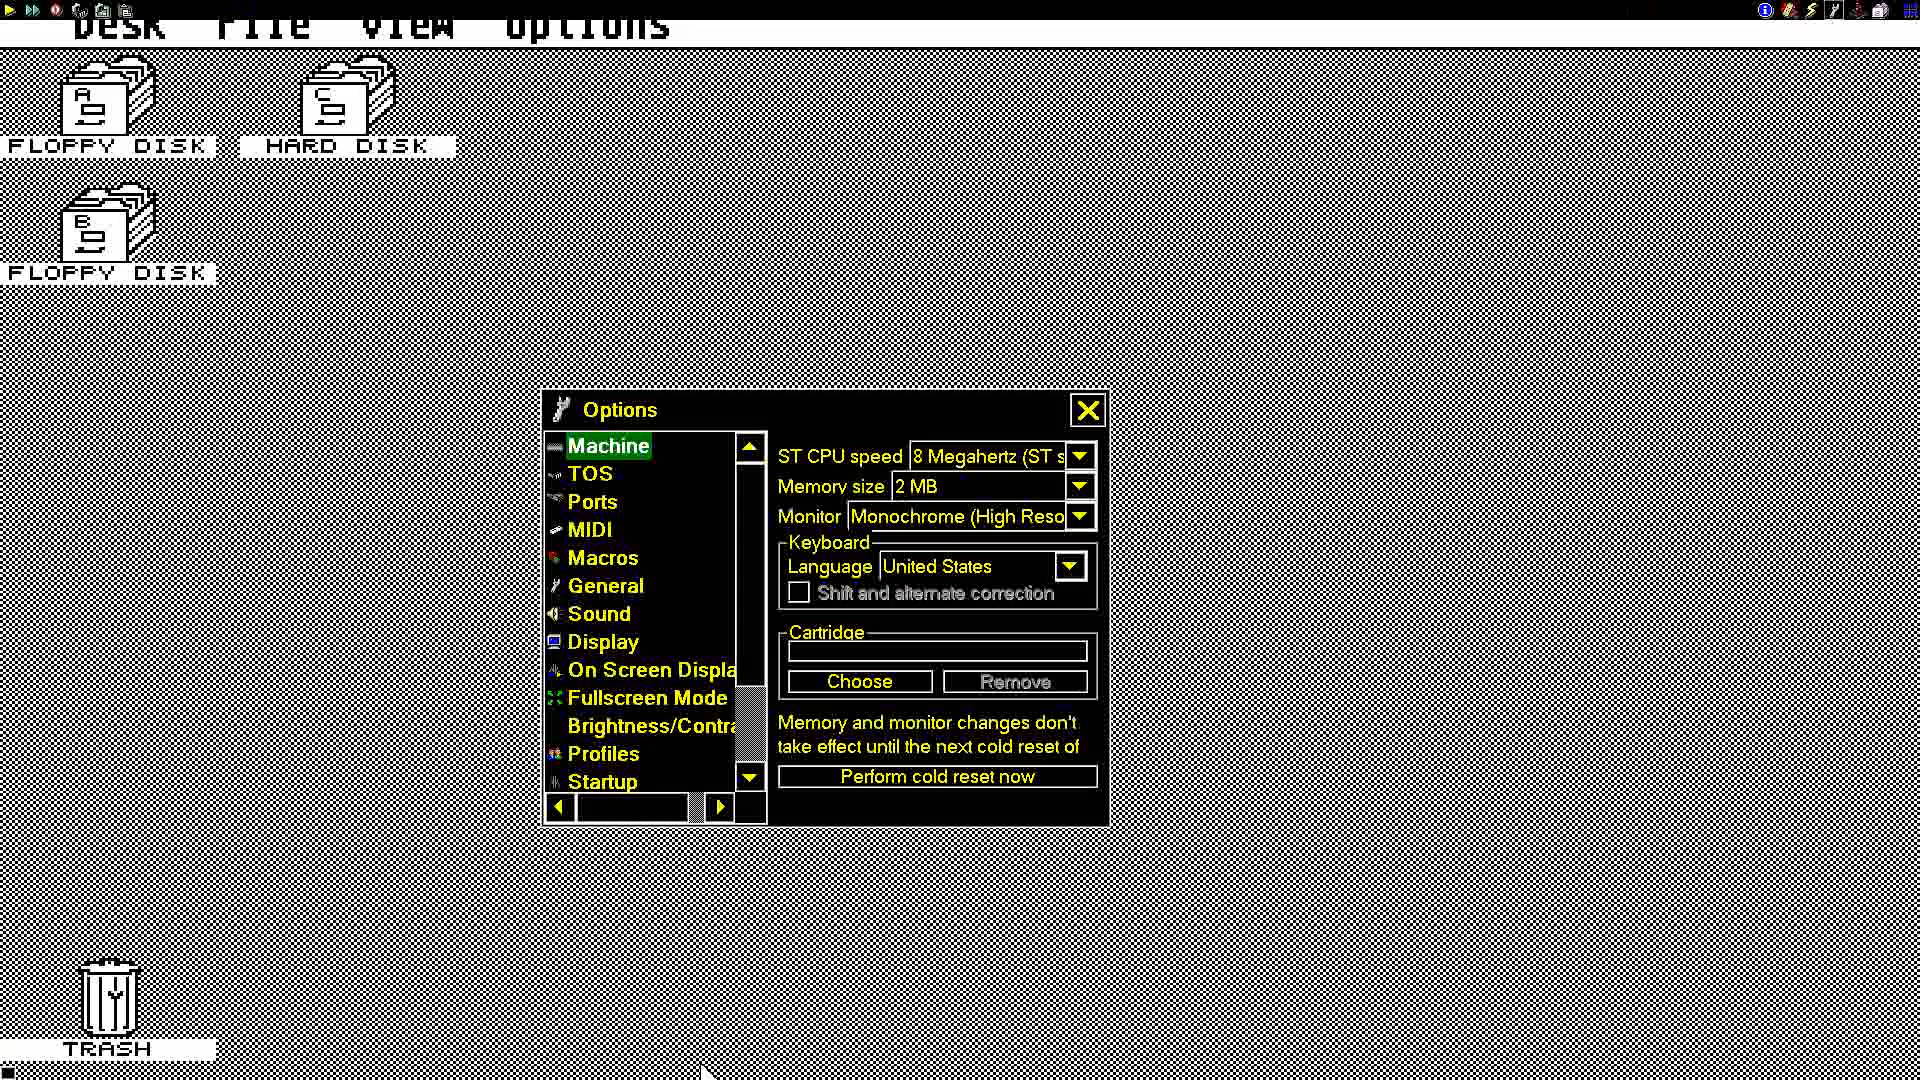 Desk File View Options
A
C
FLOPPY DISK
HARD DISK
B
FLOPPY DISK
Options
Machine
TOS
Ports
MIDI
Macros
General
Sound
Display
On Screen Displa
Fullscreen Mode
Brightness/Contra
Profiles
Startup
ST CPU speed 8 Megahertz (ST s
Memory size 2 MB
Monitor Monochrome (High Reso
Keyboard
Language United States
Shift and alternate correction
Cartridge
Choose Remove
Memory and monitor changes don't
take effect until the next cold reset of
Perform cold reset now
TRASH